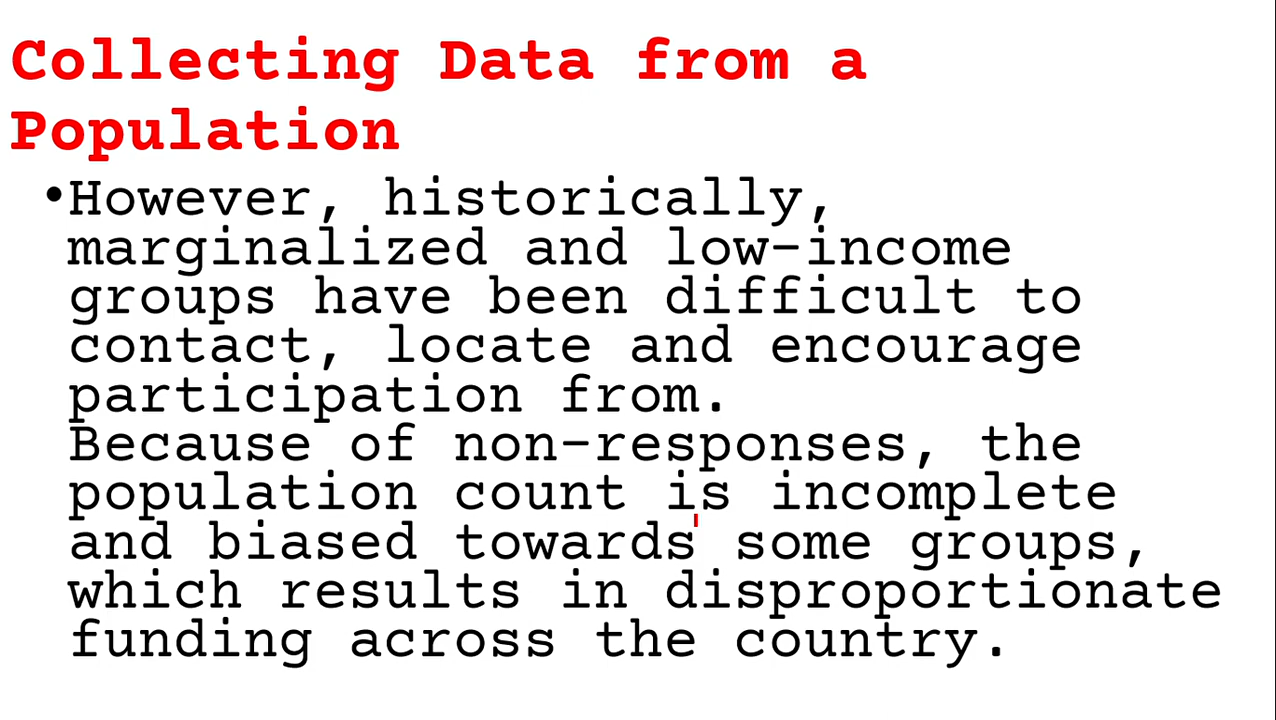 Collecting Data from a
Population
•However, historically,
marginalized and low-income
groups have been difficult to
contact, locate and encourage
participation from.
Because of non-responses, the
population count is incomplete
and biased towards some groups,
which results in disproportionate
funding across the country.